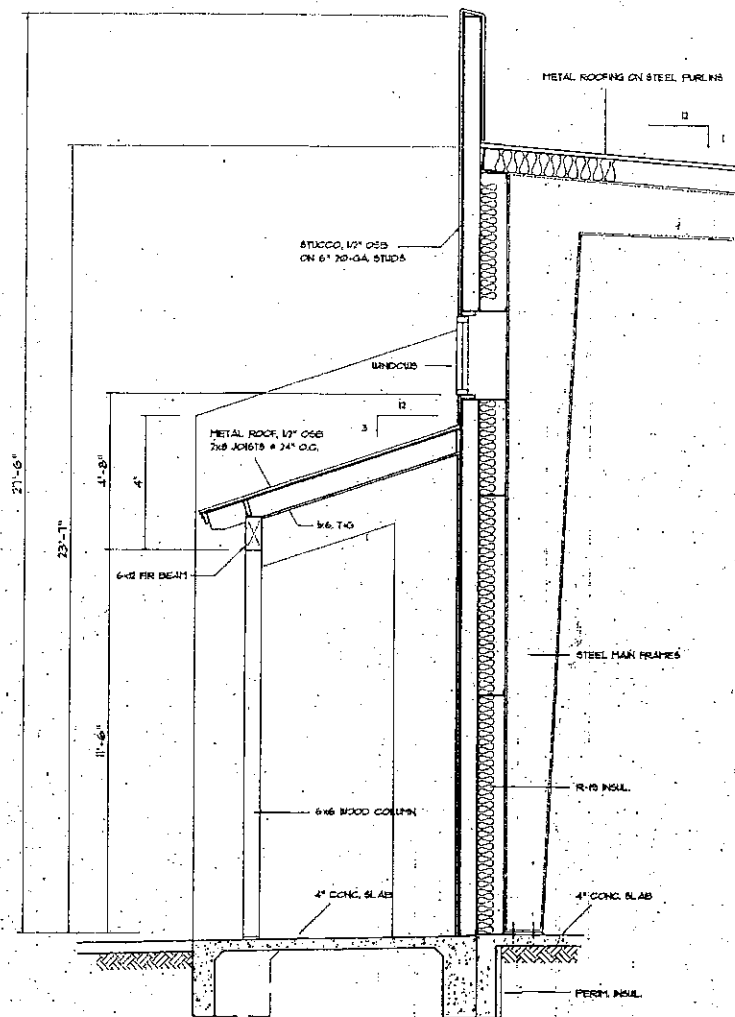 METAL ROOFING ON STEEL PURLINS
12
1
STUCCO, 1/2" OSB
ON 6" 20-GA. STUDS
WINDOWS
12
3
METAL ROOF, 1/2" OSB
2x8 JOISTS @ 24" O.C.
1x6, T&G
6x12 FIR BEAM
27'-6"
23'-7"
4'-8"
4"
11'-6"
STEEL MAIN FRAMES
R-19 INSUL.
6x6 WOOD COLUMN
4" CONC. SLAB
4" CONC. SLAB
PERIM. INSUL.